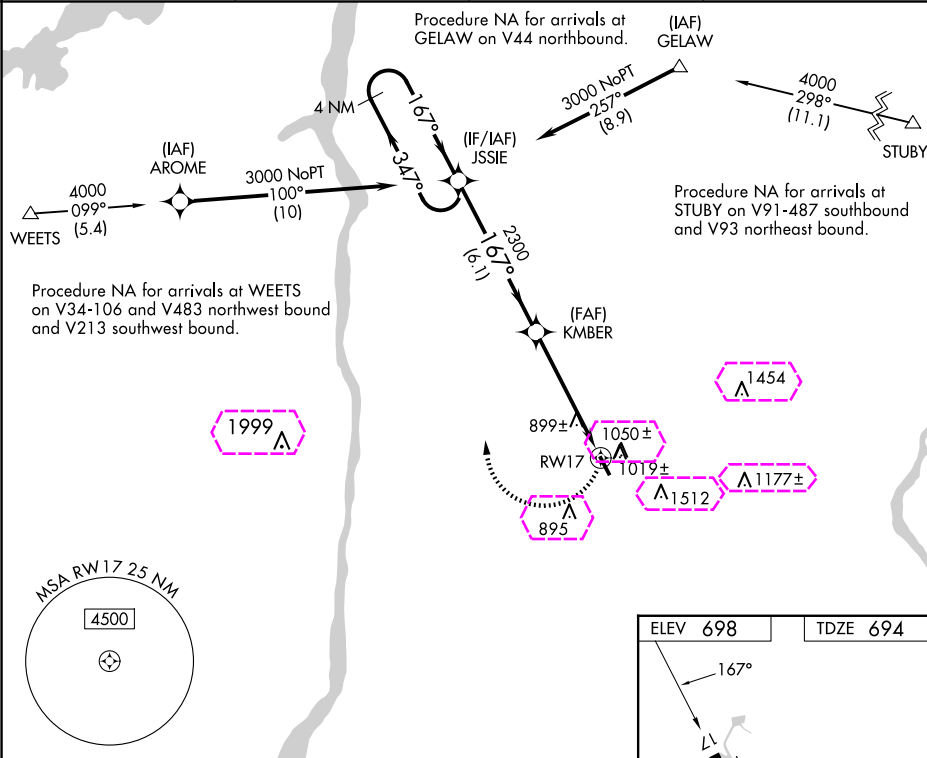 Procedure NA for arrivals at
GELAW on V44 northbound.
(IAF)
GELAW
4000
298°
(11.1)
STUBY
3000 NoPT
257°
(8.9)
4 NM
167°
347°
(IF/IAF)
JSSIE
(IAF)
AROME
3000 NoPT
100°
(10)
4000
099°
(5.4)
WEETS
Procedure NA for arrivals at
STUBY on V91-487 southbound
and V93 northeast bound.
2300
167°
(6.1)
Procedure NA for arrivals at WEETS
on V34-106 and V483 northwest bound
and V213 southwest bound.
(FAF)
KMBER
1454
1999
899±
1050±
RW17
1019±
1177±
1512
895
MSA RW17 25 NM
4500
ELEV 698
TDZE 694
167°
17